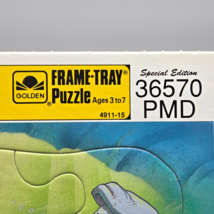 GOLDEN
FRAME-TRAY®
Puzzle Ages 3 to 7
4911-15
Special Edition
36570
PMD